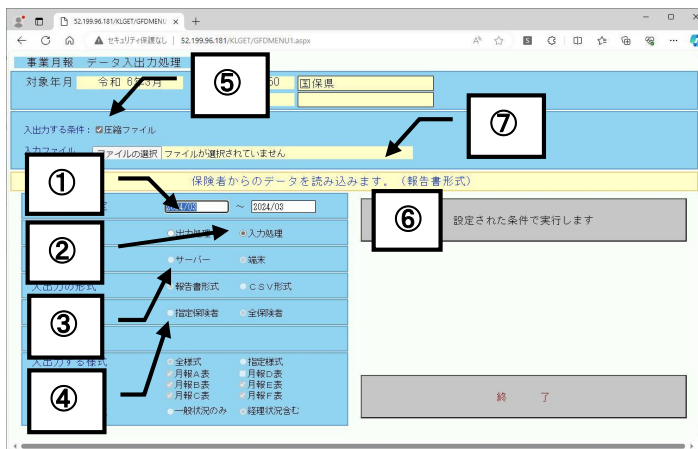 52.199.96.181/KLGET/GFDMENU
セキュリティ保護なし 52.199.96.181/KLGET/GFDMENU1.aspx
事業月報 データ入出力処理
対象年月 令和 6年3月 50 国保県
⑤
⑦
入出力する条件: 圧縮ファイル
入力ファイル ファイルの選択 ファイルが選択されていません
保険者からのデータを読み込みます。(報告書形式)
①
2024/03 ~ 2024/03
⑥ 設定された条件で実行します
② 出力処理 入力処理
サーバー 端末
入出力の形式 報告書形式 CSV形式
③ 指定保険者 全保険者
入出力する様式 全様式 指定様式
月報A表 月報D表
④ 月報B表 月報E表
月報C表 月報F表
一般状況のみ 経理状況含む
終 了